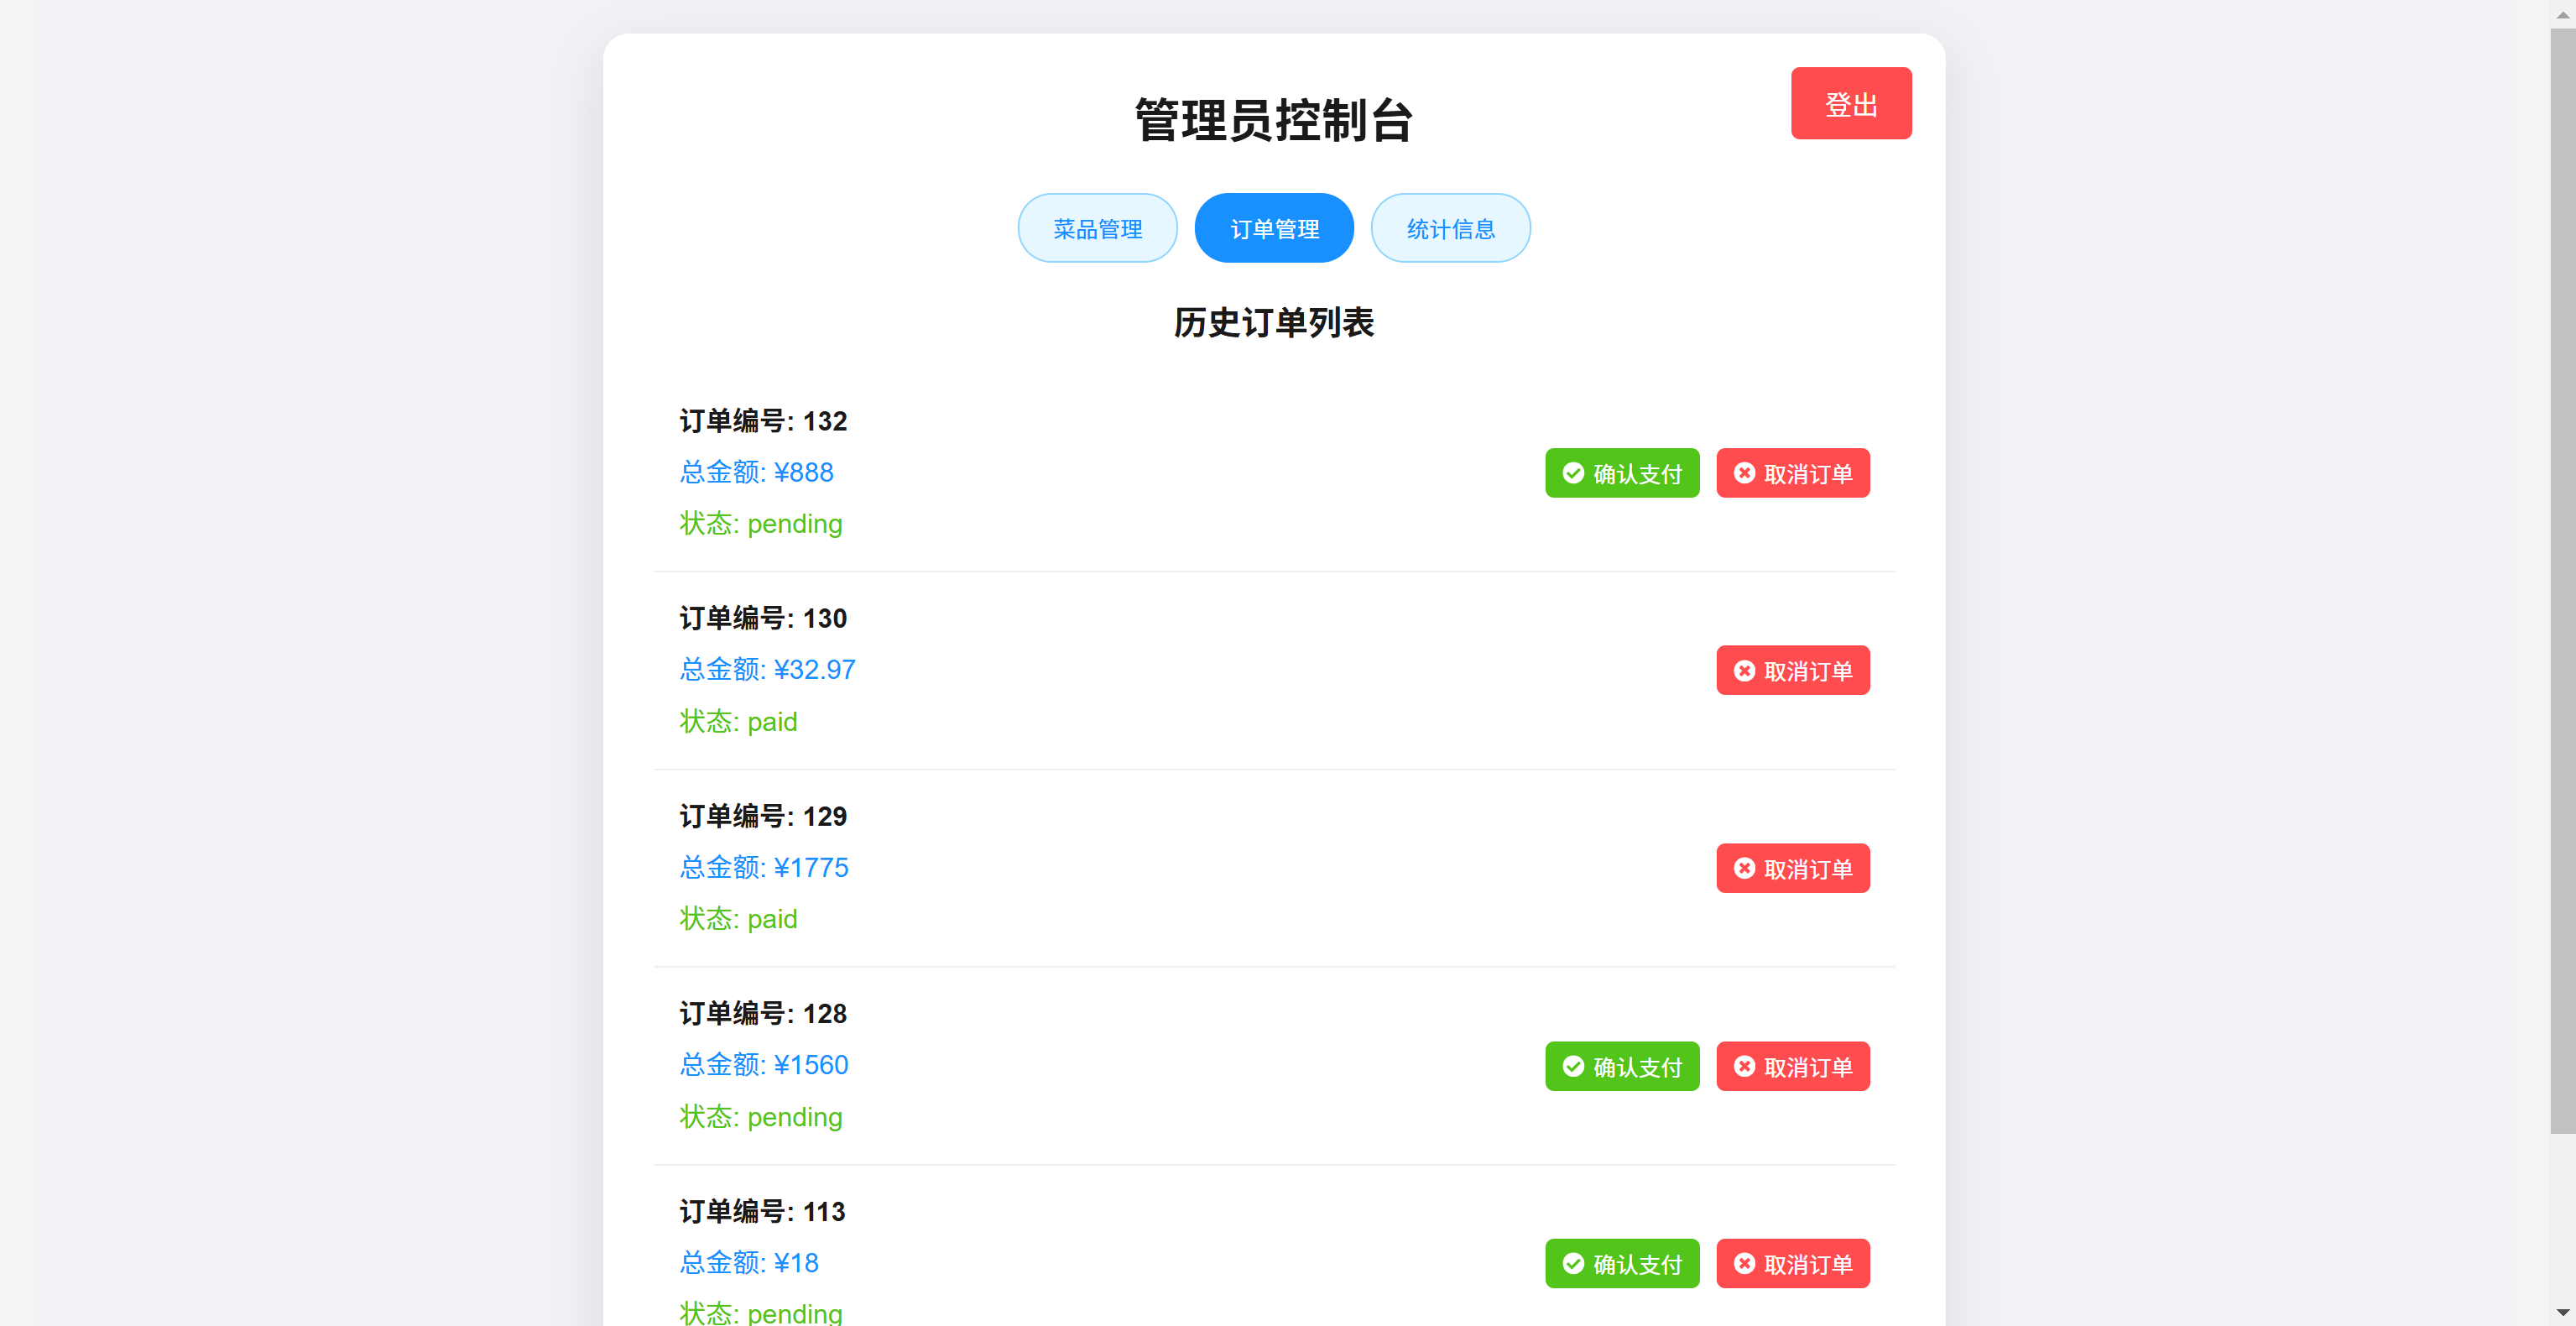 管理员控制台
登出
菜品管理 订单管理 统计信息
历史订单列表
订单编号: 132
总金额: ¥888
状态: pending
确认支付 取消订单
订单编号: 130
总金额: ¥32.97
状态: paid
取消订单
订单编号: 129
总金额: ¥1775
状态: paid
取消订单
订单编号: 128
总金额: ¥1560
状态: pending
确认支付 取消订单
订单编号: 113
总金额: ¥18
状态: pending
确认支付 取消订单